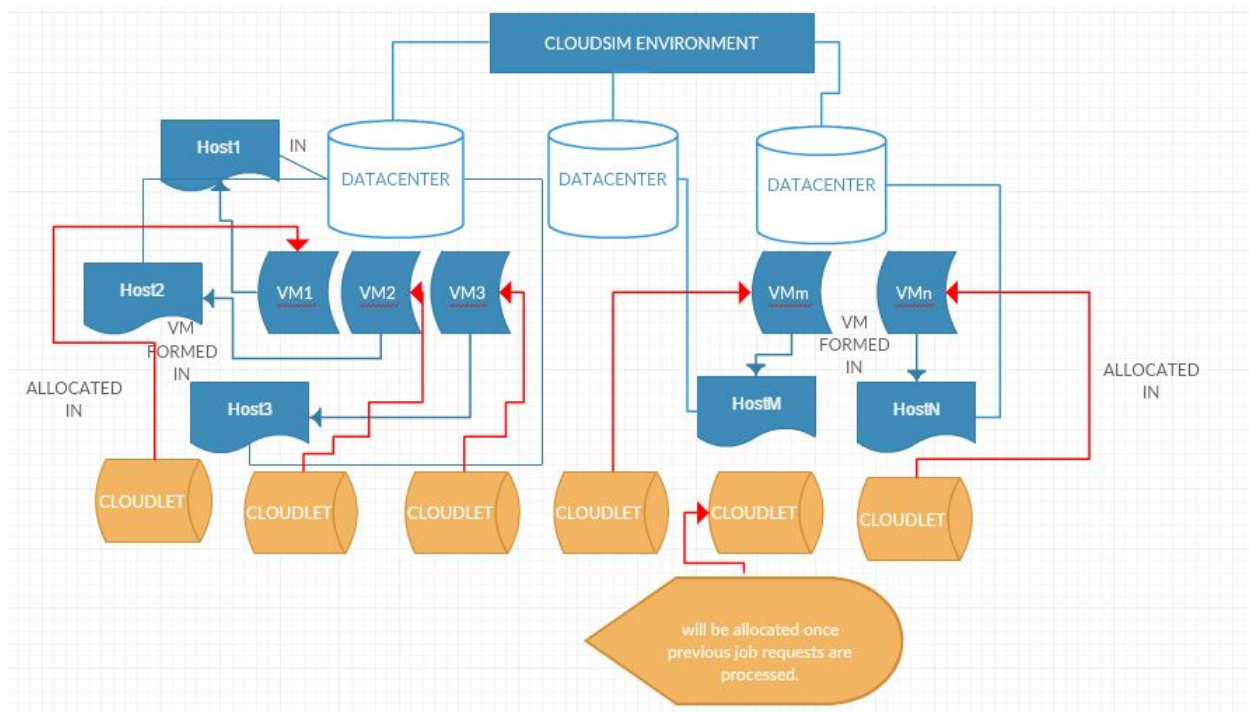 CLOUDSIM ENVIRONMENT
Host1
IN
DATACENTER
DATACENTER
DATACENTER
Host2
VM1
VM2
VM3
VMm
VMn
VM
FORMED
IN
VM
FORMED
IN
ALLOCATED
IN
ALLOCATED
IN
Host3
HostM
HostN
CLOUDLET
CLOUDLET
CLOUDLET
CLOUDLET
CLOUDLET
CLOUDLET
will be allocated once
previous job requests are
processed.